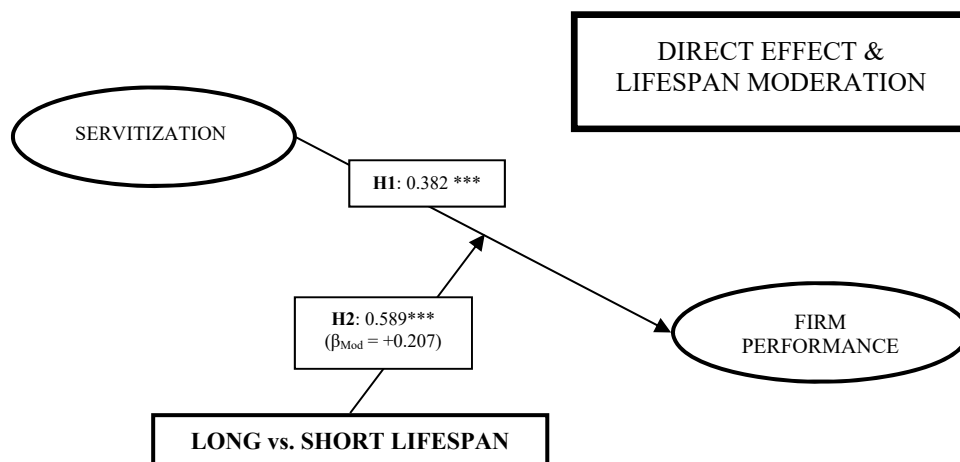 DIRECT EFFECT &
LIFESPAN MODERATION
SERVITIZATION
H1: 0.382 ***
H2: 0.589***
(βMod = +0.207)
FIRM
PERFORMANCE
LONG vs. SHORT LIFESPAN